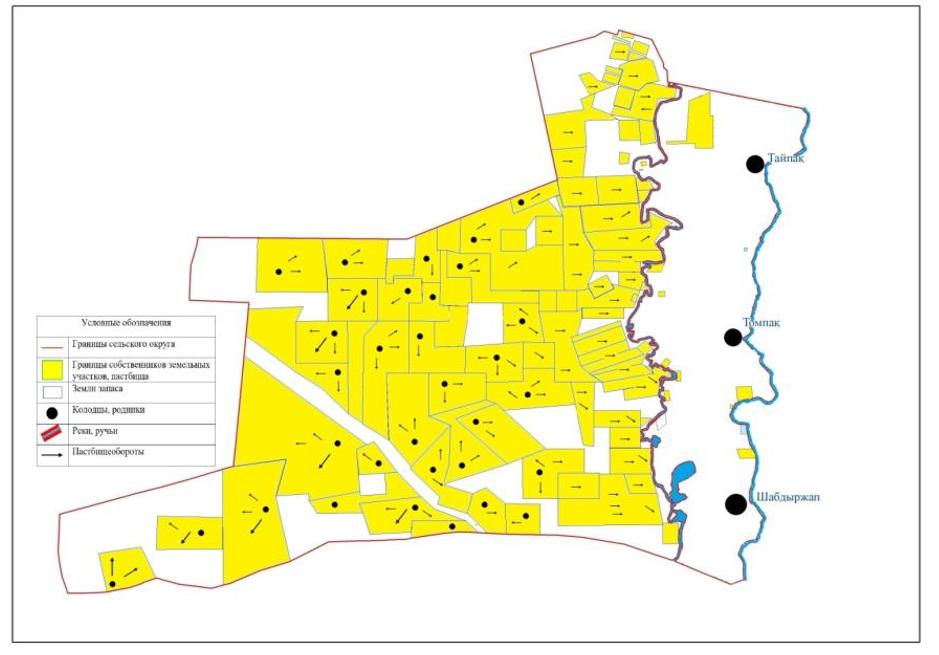 Тайпақ
Томпақ
Условные обозначения
Границы сельского округа
Границы собственников земельных
участков, пастбища
Земли запаса
Колодцы, родники
Реки, ручьи
Пастбищеобороты
Шабдыржап